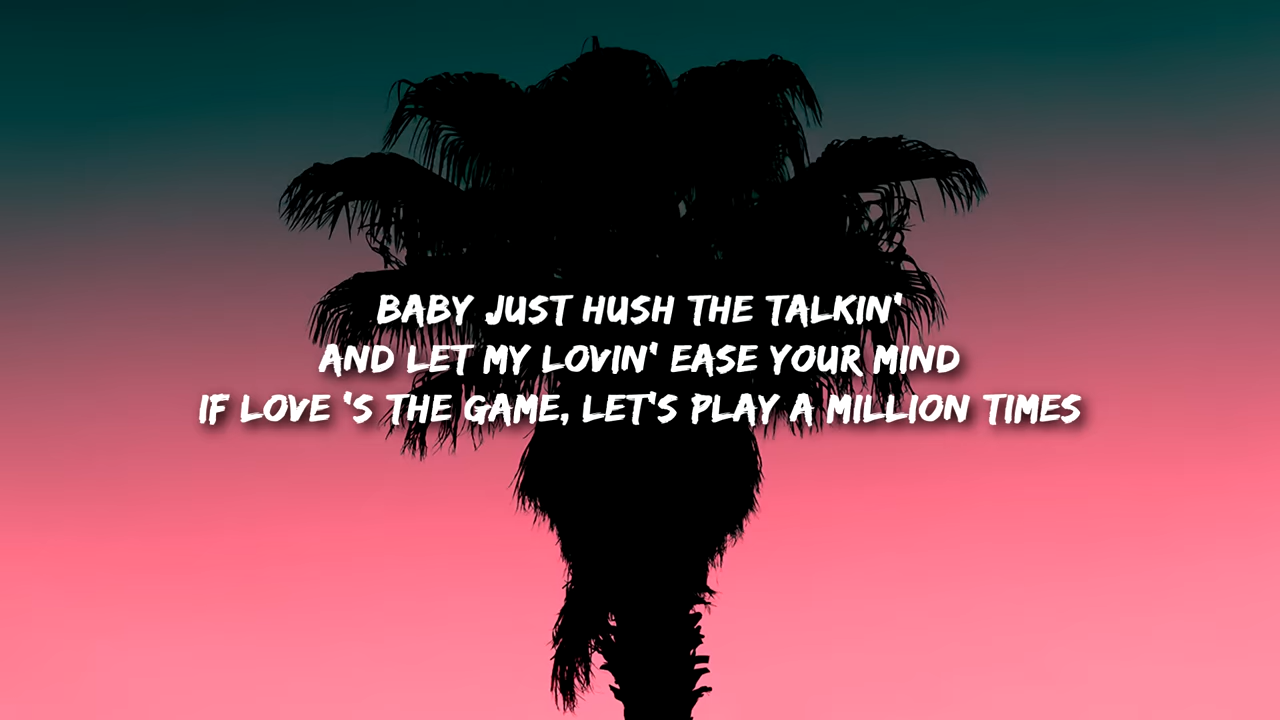 BABY JUST HUSH THE TALKIN'
AND LET MY LOVIN' EASE YOUR MIND
IF LOVE 'S THE GAME, LET'S PLAY A MILLION TIMES